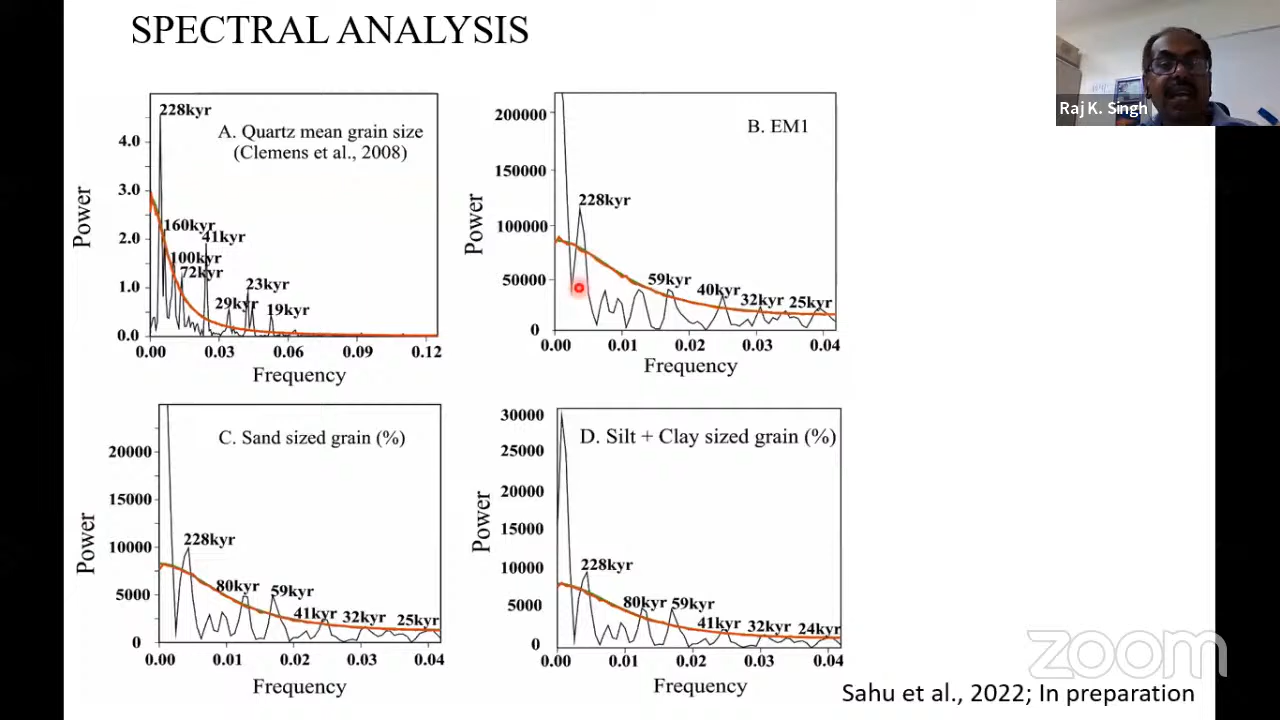 SPECTRAL ANALYSIS
Raj K. Singh
228kyr
A. Quartz mean grain size
(Clemens et al., 2008)
4.0
3.0
2.0
1.0
0.0
Power
160kyr
41kyr
100kyr
72kyr
29kyr
23kyr
19kyr
0.00 0.03 0.06 0.09 0.12
Frequency
B. EM1
200000
150000
100000
50000
0
Power
228kyr
59kyr
40kyr
32kyr
25kyr
0.00 0.01 0.02 0.03 0.04
Frequency
C. Sand sized grain (%)
20000
15000
10000
5000
0
Power
228kyr
80kyr
59kyr
41kyr
32kyr
25kyr
0.00 0.01 0.02 0.03 0.04
Frequency
D. Silt + Clay sized grain (%)
30000
25000
20000
15000
10000
5000
0
Power
228kyr
80kyr
59kyr
41kyr
32kyr
24kyr
0.00 0.01 0.02 0.03 0.04
Frequency
zoom
Sahu et al., 2022; In preparation